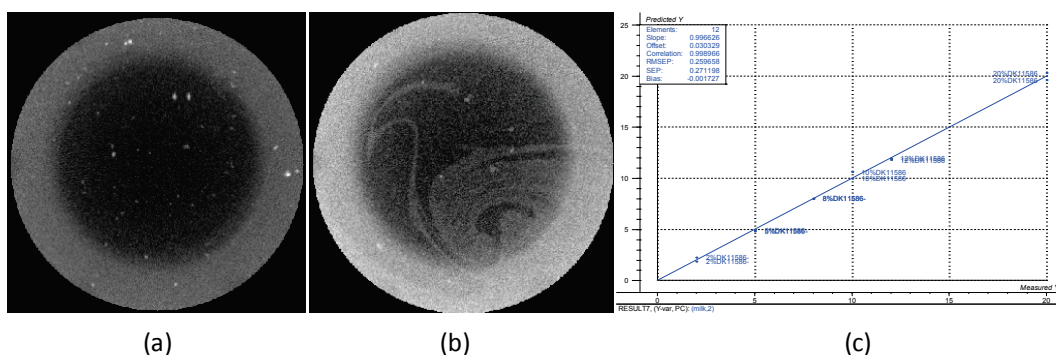 25
Predicted Y
Elements: 12
Slope: 0.996626
Offset: 0.030329
Correlation: 0.998966
RMSEP: 0.259658
SEP: 0.271198
Bias: -0.001727
20
20%DK11586
20%DK11586
15
12%DK11586
12%DK11586
10
10%DK11586
8%DK11586-
5
5%DK11586-
2%DK11586-
2%DK11586-
0
Measured Y
0 5 10 15 20
RESULT7, (Y-var, PC): (milk,2)
(a) (b) (c)